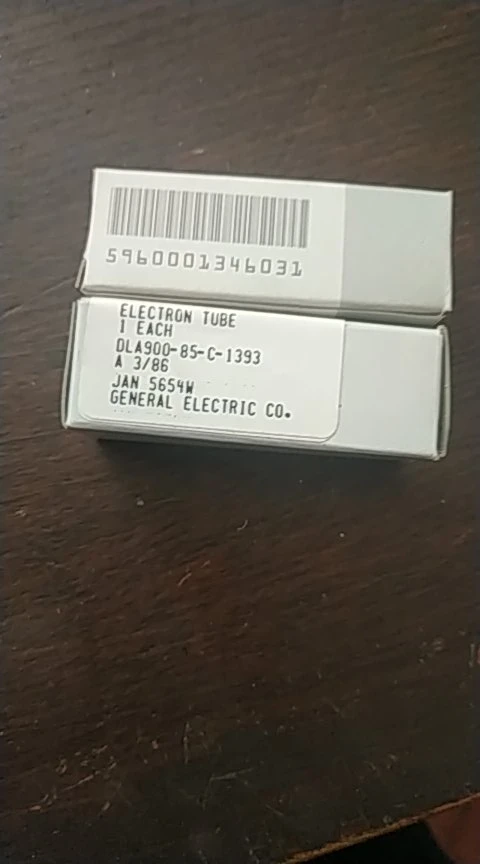 5960001346031
ELECTRON TUBE
1 EACH
DLA900-85-C-1393
A 3/86
JAN 5654W
GENERAL ELECTRIC CO.